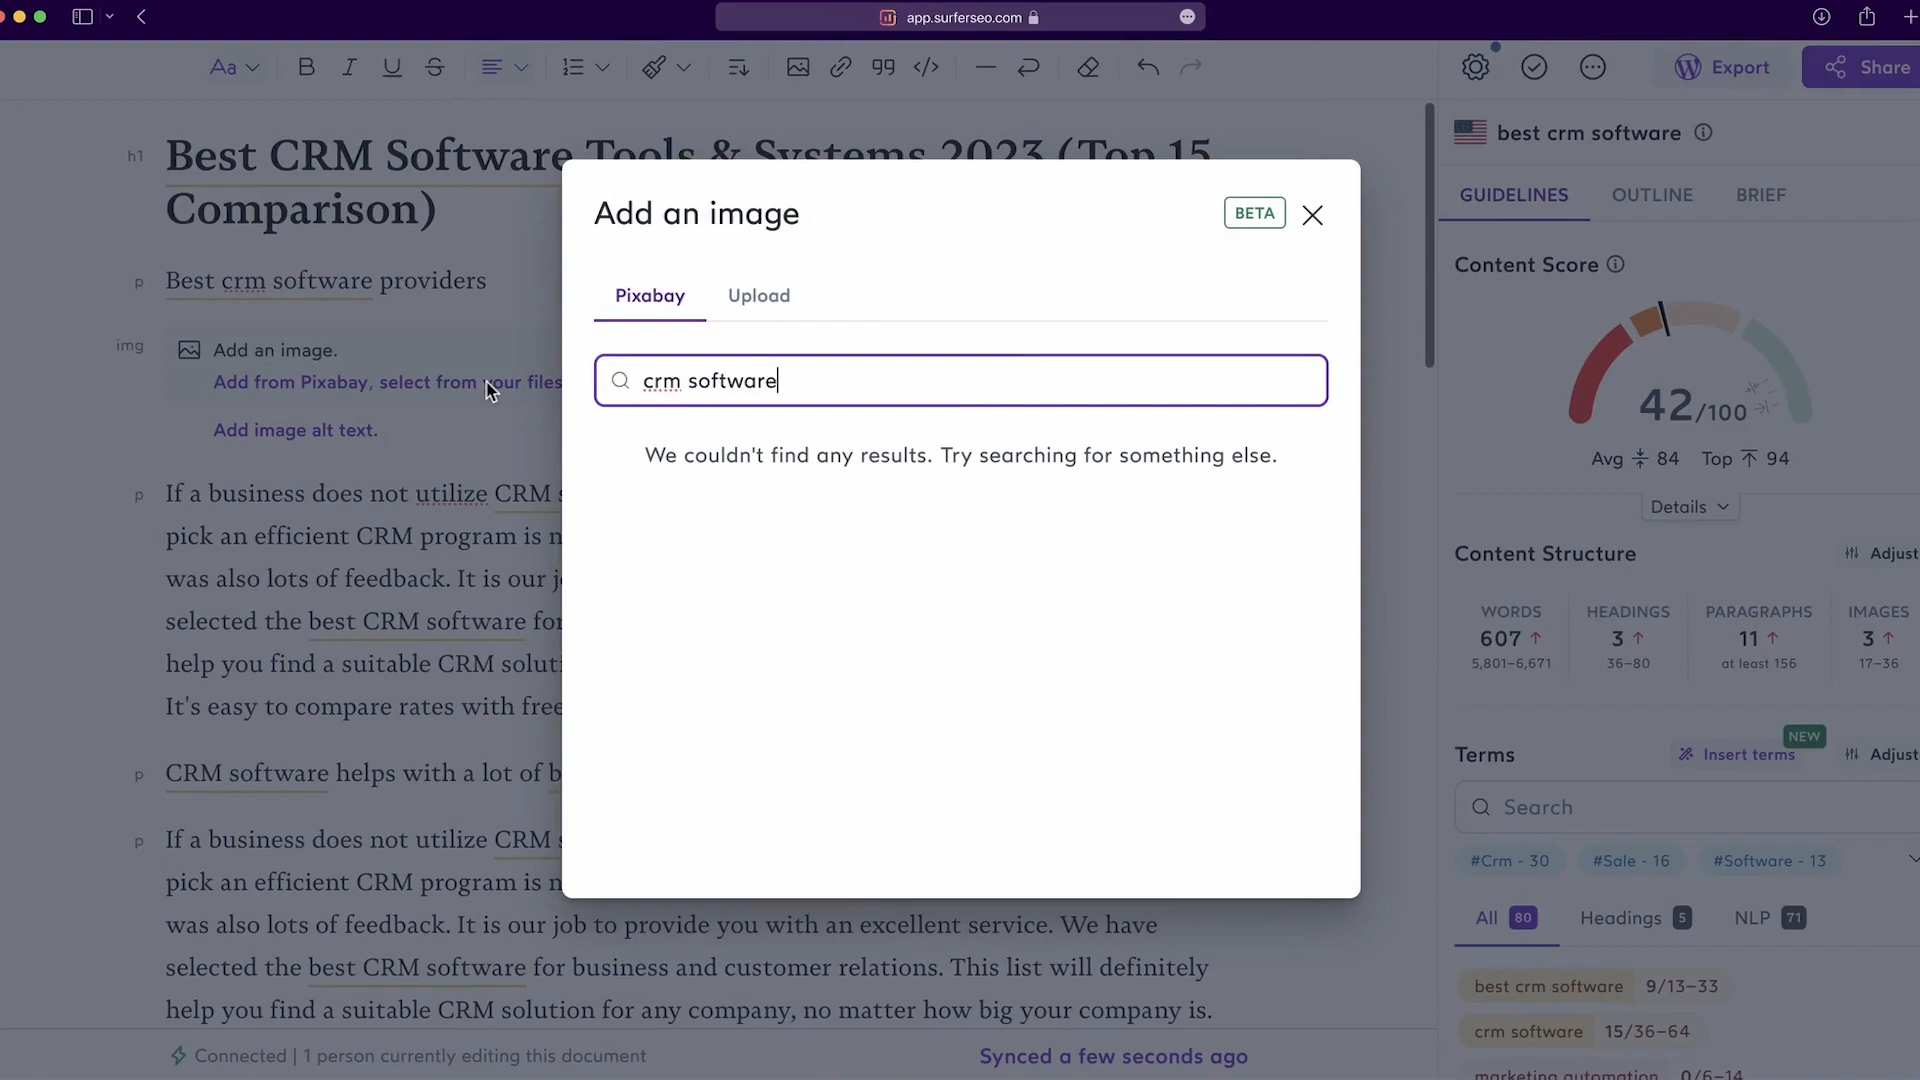 app.surferseo.com
Aa
Export
Share
h1
Best CRM Software Tools & Systems 2023 (Top 15
Comparison)
p
Best crm software providers
img
Add an image.
Add from Pixabay, select from your files
Add image alt text.
p
If a business does not utilize CRM s
pick an efficient CRM program is n
was also lots of feedback. It is our j
selected the best CRM software for
help you find a suitable CRM soluti
It's easy to compare rates with free
p
CRM software helps with a lot of b
p
If a business does not utilize CRM s
pick an efficient CRM program is n
was also lots of feedback. It is our job to provide you with an excellent service. We have
selected the best CRM software for business and customer relations. This list will definitely
help you find a suitable CRM solution for any company, no matter how big your company is.
Connected | 1 person currently editing this document
Synced a few seconds ago
Add an image
BETA
Pixabay
Upload
crm software
We couldn't find any results. Try searching for something else.
best crm software
GUIDELINES
OUTLINE
BRIEF
Content Score
42/100
Avg 84 Top 94
Details
Content Structure
Adjust
WORDS
607
5,801–6,671
HEADINGS
3
36–80
PARAGRAPHS
11
at least 156
IMAGES
3
17–36
Terms
NEW
Insert terms
Adjust
Search
#Crm - 30
#Sale - 16
#Software - 13
All 80
Headings 5
NLP 71
best crm software 9/13–33
crm software 15/36–64
marketing automation 0/6–14